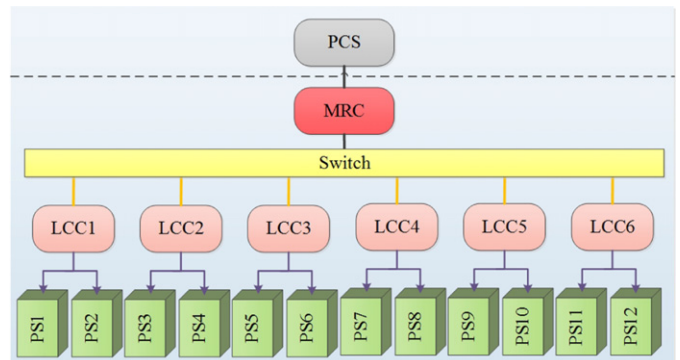 PCS
MRC
Switch
LCC1
LCC2
LCC3
LCC4
LCC5
LCC6
PS1
PS2
PS3
PS4
PS5
PS6
PS7
PS8
PS9
PS10
PS11
PS12